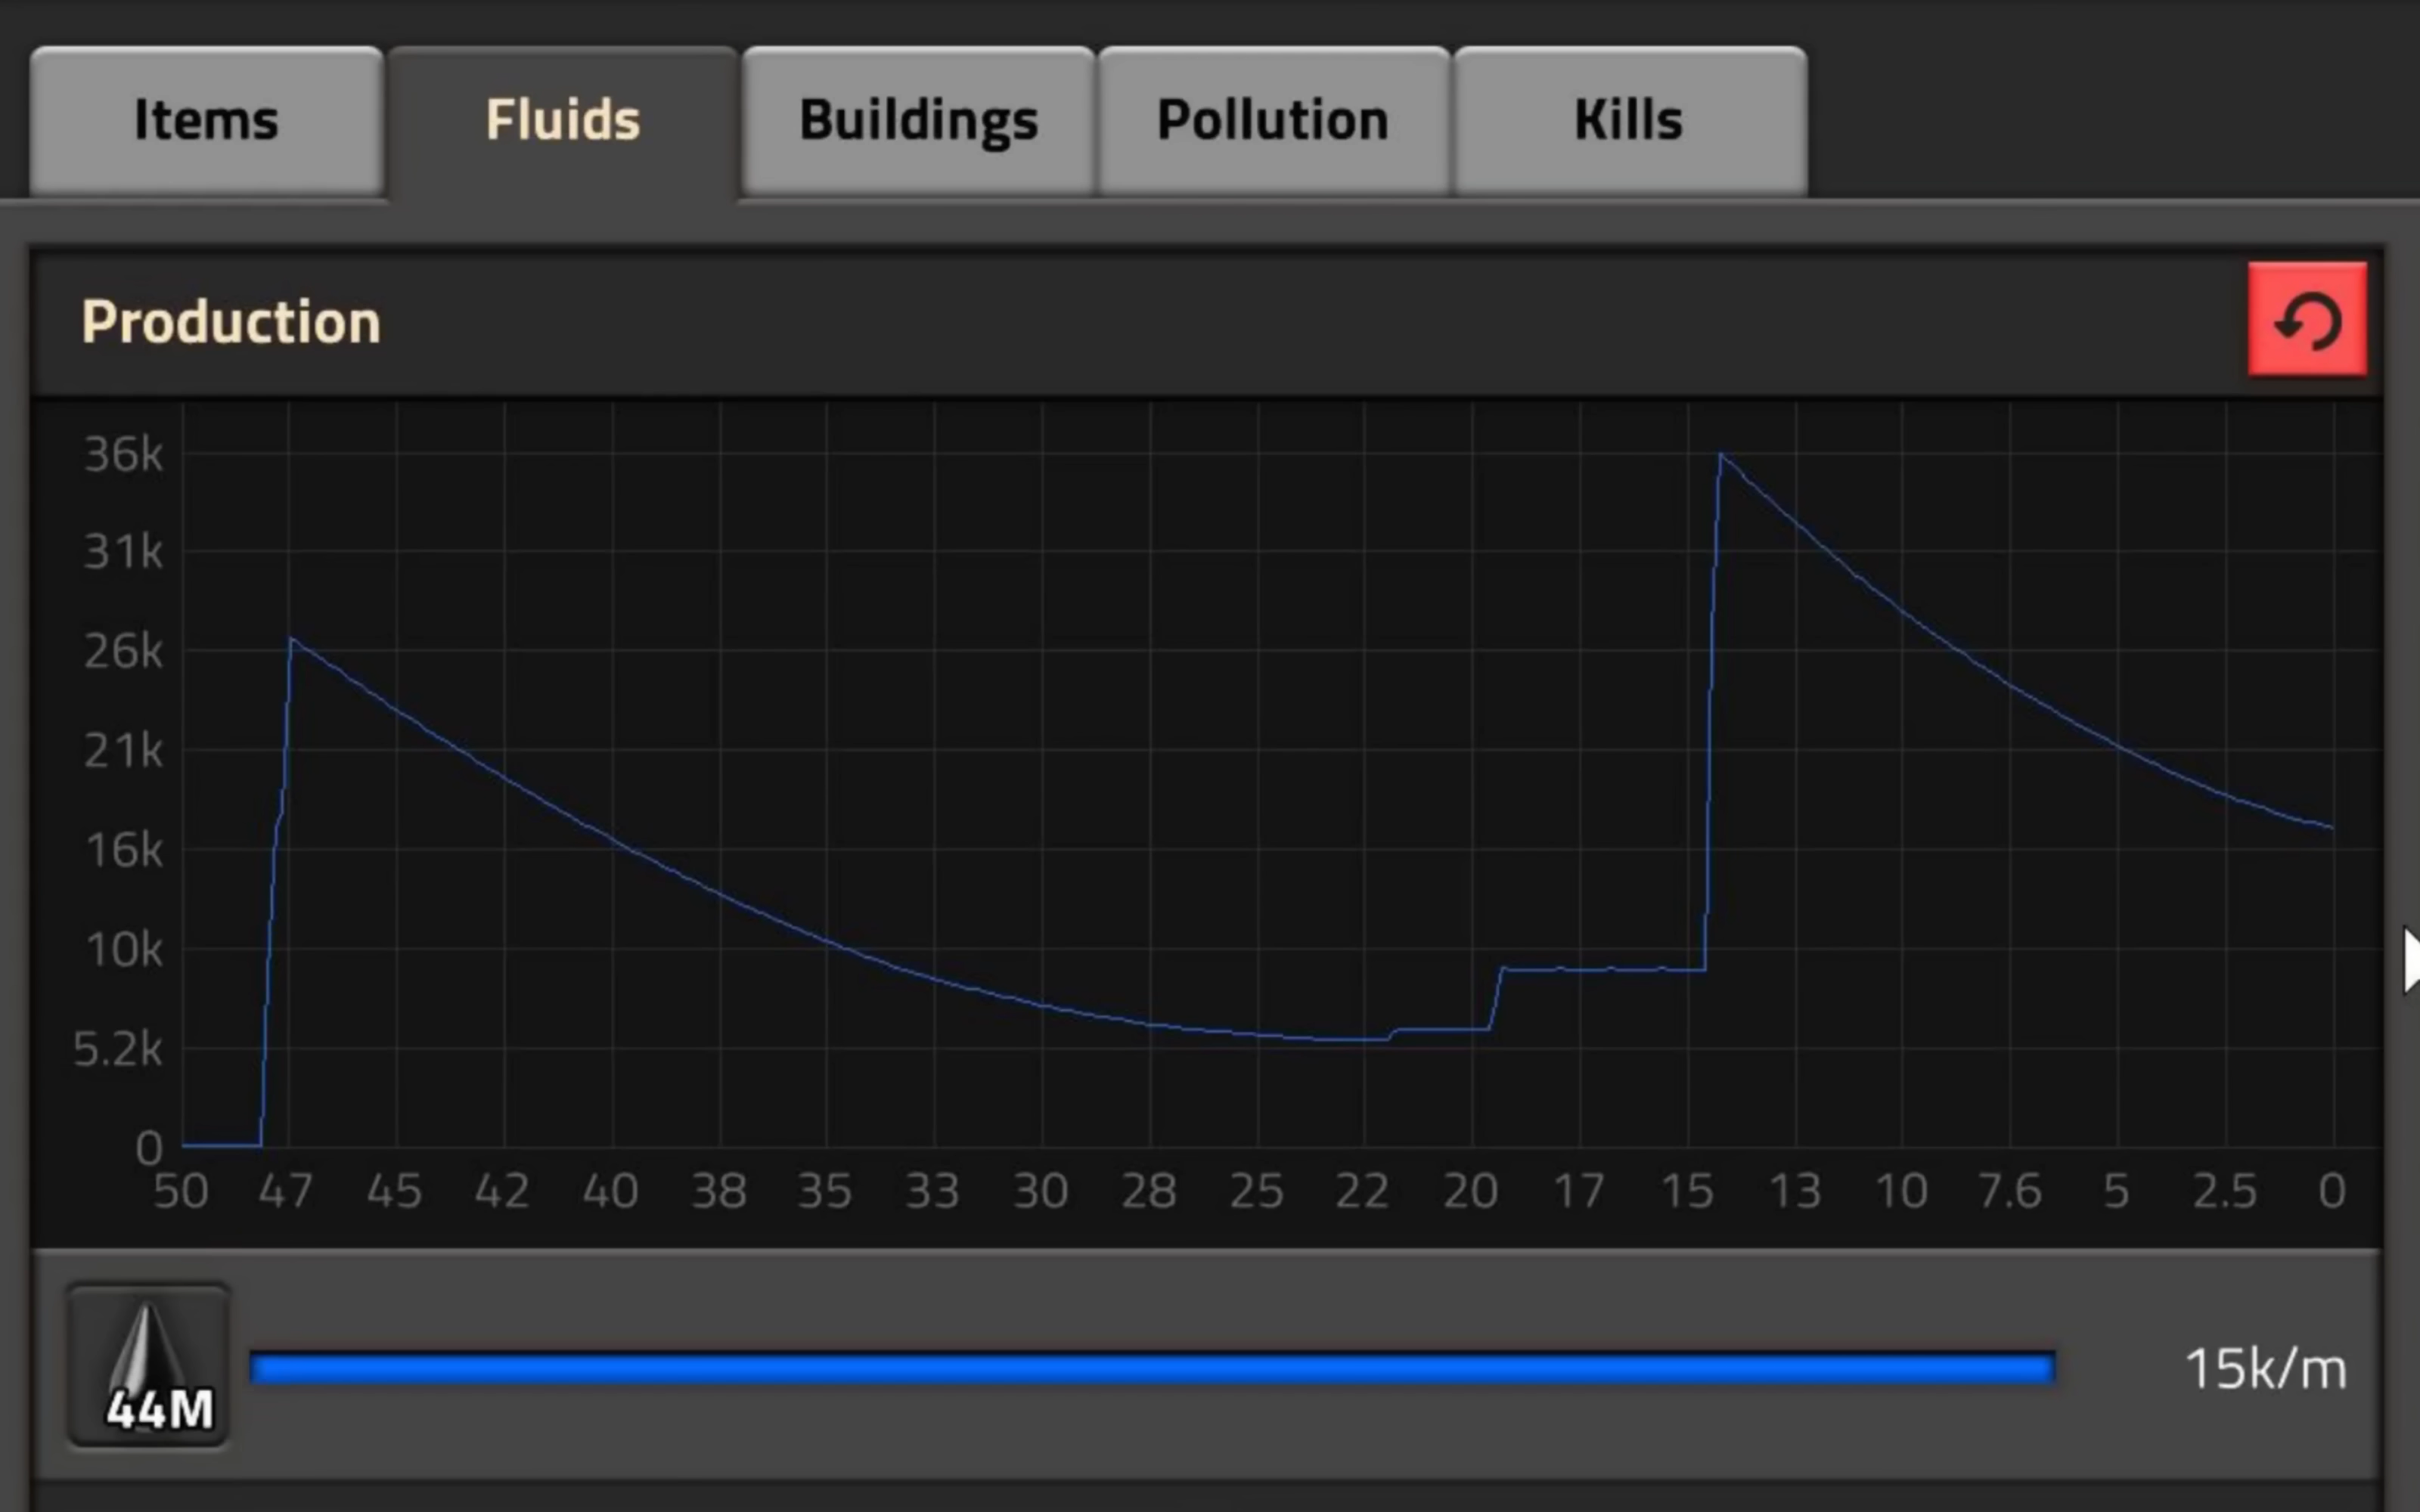 Items Fluids Buildings Pollution Kills
Production
36k
31k
26k
21k
16k
10k
5.2k
0
50 47 45 42 40 38 35 33 30 28 25 22 20 17 15 13 10 7.6 5 2.5 0
44M 15k/m